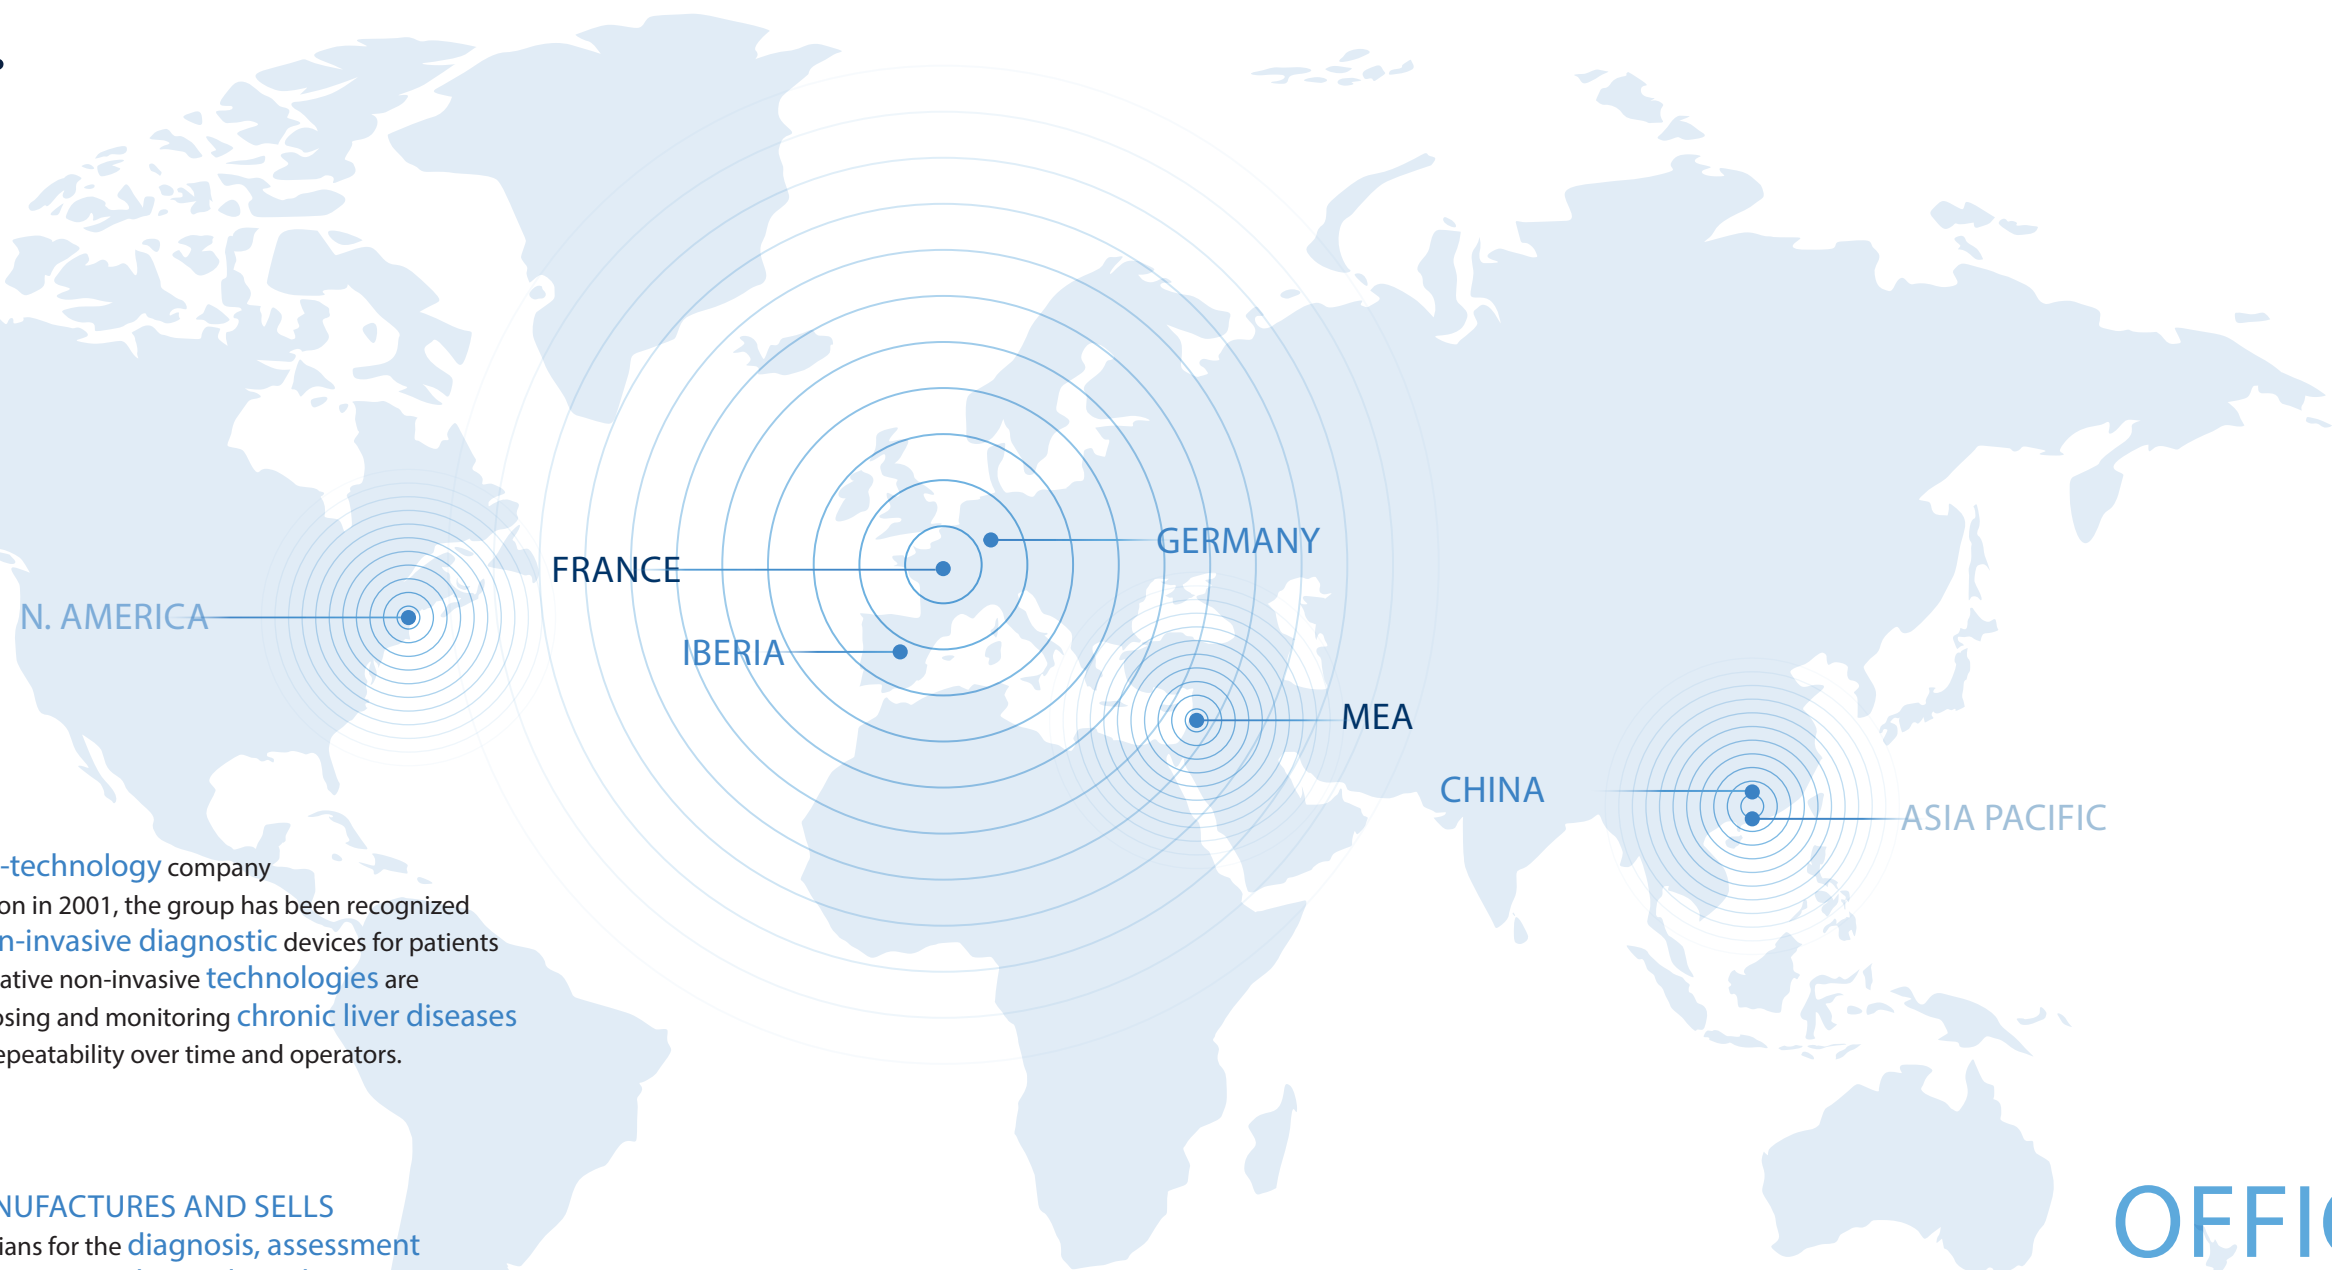 GERMANY
FRANCE
N. AMERICA
IBERIA
MEA
CHINA
ASIA PACIFIC
-technology company
on in 2001, the group has been recognized
n-invasive diagnostic devices for patients
ative non-invasive technologies are
osing and monitoring chronic liver diseases
epeatability over time and operators.
NUFACTURES AND SELLS
ians for the diagnosis, assessment
OFFIC